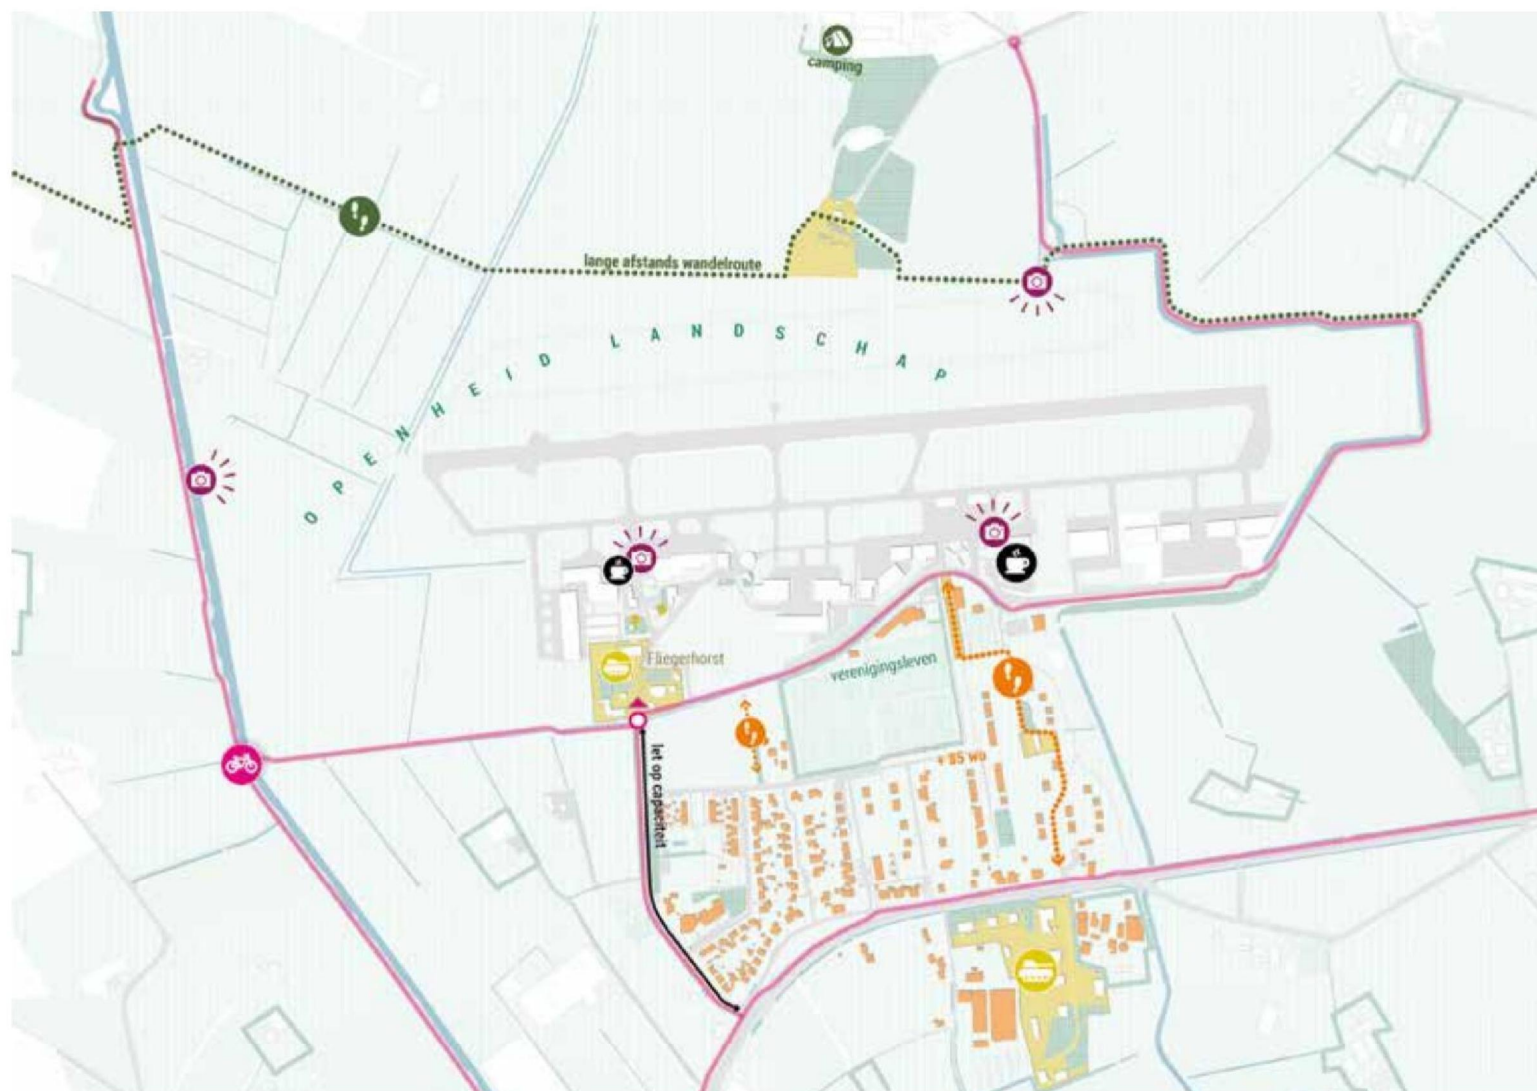 camping
lange afstands wandelroute
OPENHEID LANDSCHAP
Fliegerhorst
verenigingsleven
let op capaciteit
+ 85 wo